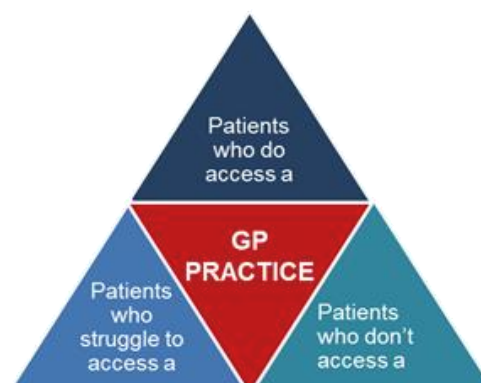 Patients
who do
access a
GP
PRACTICE
Patients
who
struggle to
access a
Patients
who don't
access a